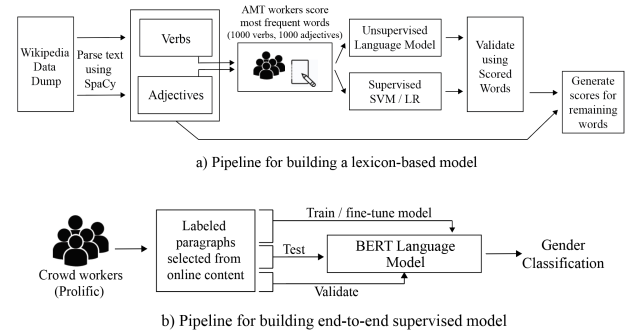 AMT workers score
most frequent words
(1000 verbs, 1000 adjectives)
Wikipedia
Data
Dump
Parse text
using
SpaCy
Verbs
Adjectives
Unsupervised
Language Model
Supervised
SVM / LR
Validate
using
Scored
Words
Generate
scores for
remaining
words
a) Pipeline for building a lexicon-based model
Crowd workers
(Prolific)
Labeled
paragraphs
selected from
online content
Train / fine-tune model
Test
Validate
BERT Language
Model
Gender
Classification
b) Pipeline for building end-to-end supervised model